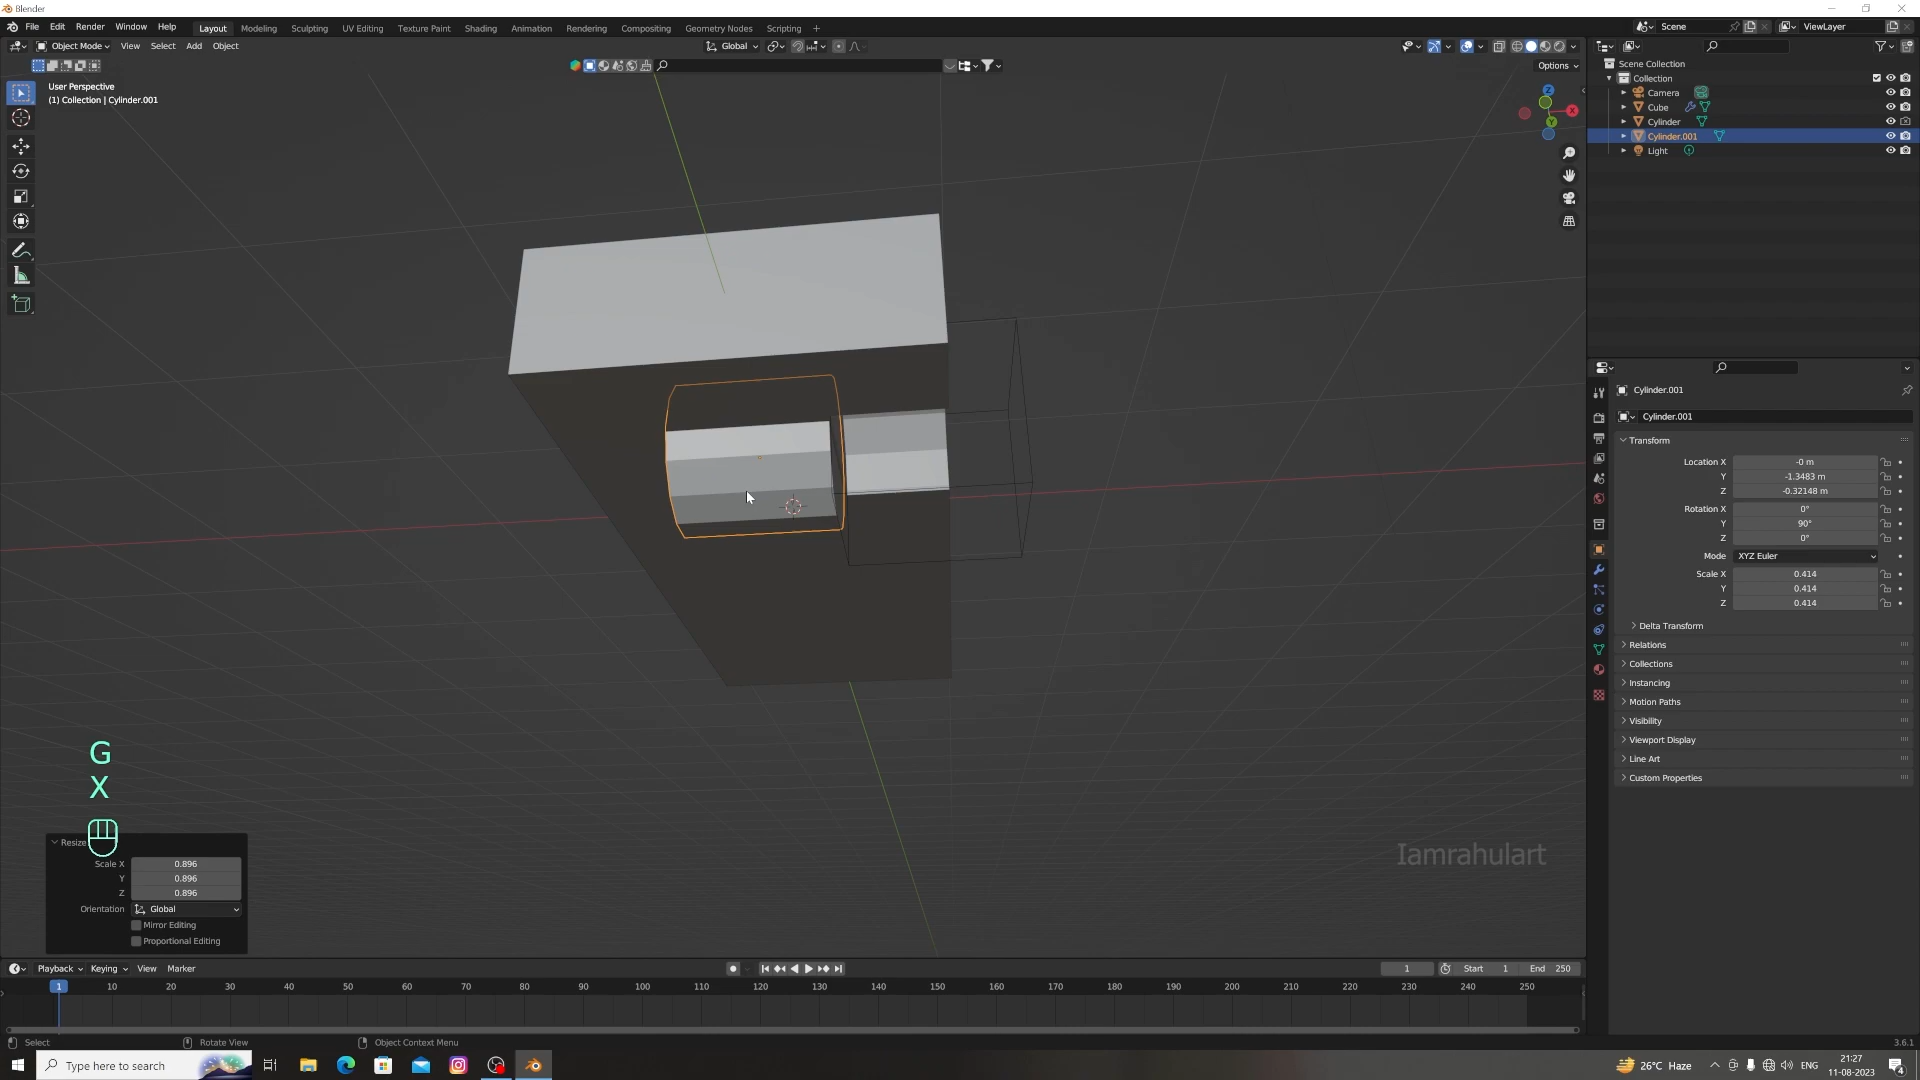 Blender
File Edit Render Window Help Layout Modeling Sculpting UV Editing Texture Paint Shading Animation Rendering Compositing Geometry Nodes Scripting + Scene ViewLayer
Object Mode View Select Add Object Global
Options
User Perspective
(1) Collection | Cylinder.001
Scene Collection
Collection
Camera
Cube
Cylinder
Cylinder.001
Light
Z
X
Y
Cylinder.001
Cylinder.001
Transform
Location X -0 m
Y -1.3483 m
Z -0.32148 m
Rotation X 0°
Y 90°
Z 0°
Mode XYZ Euler
Scale X 0.414
Y 0.414
Z 0.414
Delta Transform
Relations
Collections
Instancing
Motion Paths
Visibility
Viewport Display
Line Art
Custom Properties
G
X
Resize
Scale X 0.896
Y 0.896
Z 0.896
Orientation Global
Mirror Editing
Proportional Editing
Iamrahulart
Playback Keying View Marker 1 Start 1 End 250
1 10 20 30 40 50 60 70 80 90 100 110 120 130 140 150 160 170 180 190 200 210 220 230 240 250
Select Rotate View Object Context Menu 3.6.1
Type here to search 26°C Haze ENG 21:27
11-08-2023 4